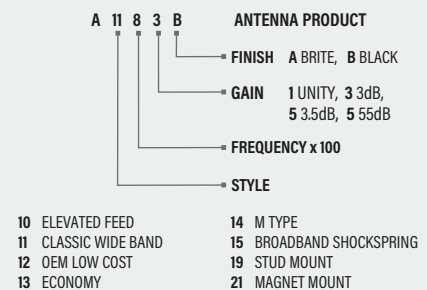 A 11 8 3 B ANTENNA PRODUCT
FINISH A BRITE, B BLACK
GAIN 1 UNITY, 3 3dB,
5 3.5dB, 5 55dB
FREQUENCY x 100
STYLE
10 ELEVATED FEED
11 CLASSIC WIDE BAND
12 OEM LOW COST
13 ECONOMY
14 M TYPE
15 BROADBAND SHOCKSPRING
19 STUD MOUNT
21 MAGNET MOUNT